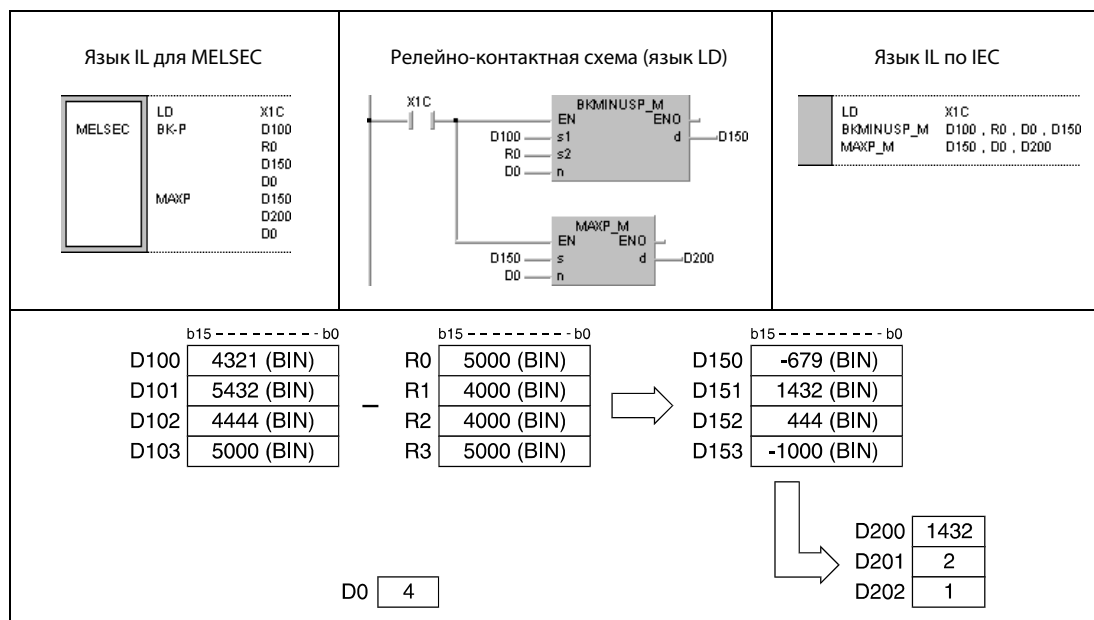 Язык IL для MELSEC
MELSEC
LD X1C
BK-P D100
R0
D150
D0
MAXP D150
D200
D0
Релейно-контактная схема (язык LD)
X1C
BKMINUSP_M
EN ENO
D100 s1 d D150
R0 s2
D0 n
MAXP_M
EN ENO
D150 s d D200
D0 n
Язык IL по IEC
LD X1C
BKMINUSP_M D100 , R0 , D0 , D150
MAXP_M D150 , D0 , D200
b15 - - - - - - - - - - b0 b15 - - - - - - - - - - b0 b15 - - - - - - - - - - b0
D100 4321 (BIN) R0 5000 (BIN) D150 -679 (BIN)
D101 5432 (BIN) – R1 4000 (BIN) D151 1432 (BIN)
D102 4444 (BIN) R2 4000 (BIN) D152 444 (BIN)
D103 5000 (BIN) R3 5000 (BIN) D153 -1000 (BIN)
D200 1432
D201 2
D202 1
D0 4